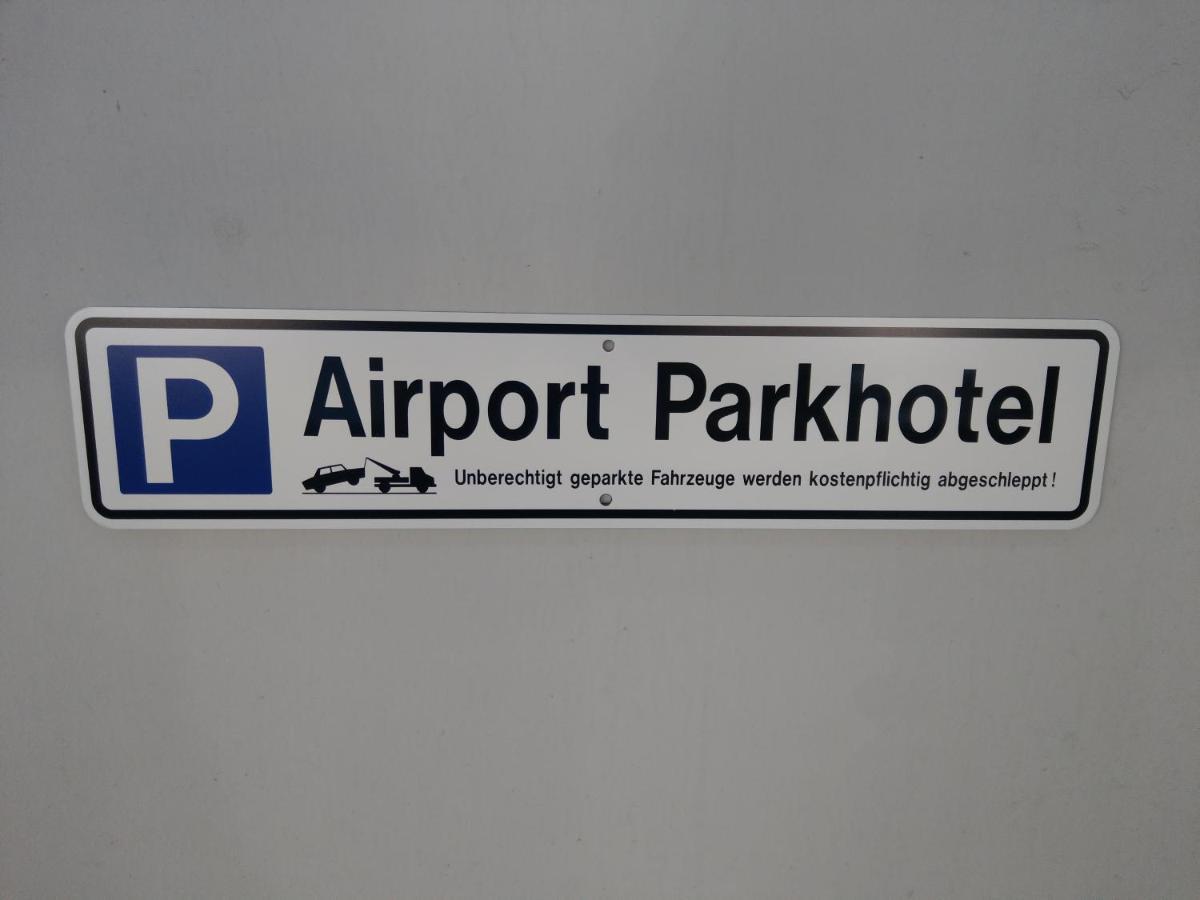 P
Airport Parkhotel
Unberechtigt geparkte Fahrzeuge werden kostenpflichtig abgeschleppt!